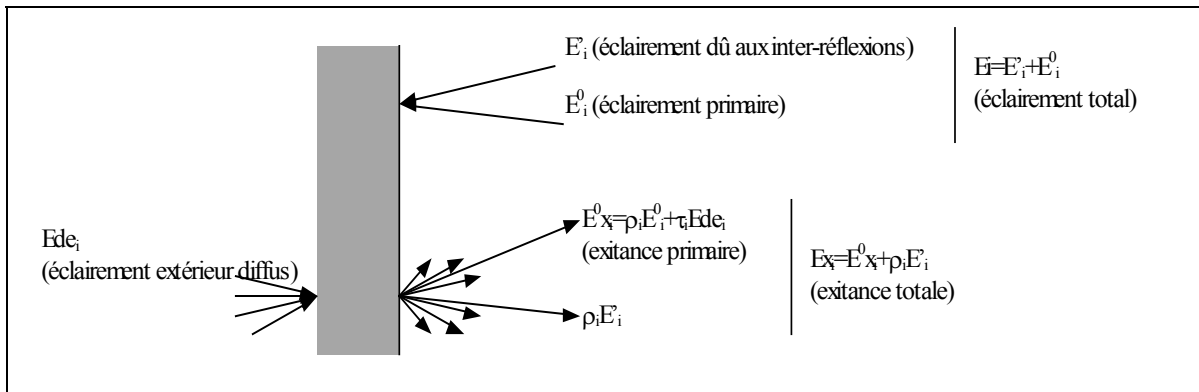 E'ᵢ (éclairement dû aux inter-réflexions)
E⁰ᵢ (éclairement primaire)
Ei=E'ᵢ+E⁰ᵢ
(éclairement total)
Edeᵢ
(éclairement extérieur diffus)
E⁰xᵢ=ρᵢE⁰ᵢ+τᵢEdeᵢ
(exitance primaire)
ρᵢE'ᵢ
Exᵢ=E⁰xᵢ+ρᵢE'ᵢ
(exitance totale)